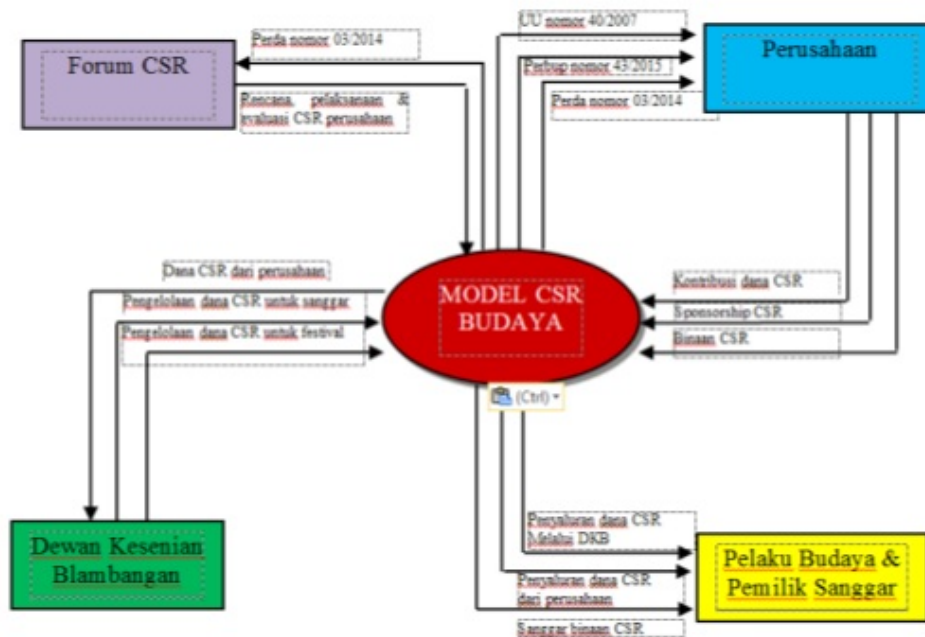 Forum CSR
Perda nomor 03/2014
Rencana, pelaksanaan &
evaluasi CSR perusahaan
UU nomor 40/2007
Perbup nomor 43/2015
Perda nomor 03/2014
Perusahaan
Dana CSR dari perusahaan
Pengelolaan dana CSR untuk sanggar
Pengelolaan dana CSR untuk festival
MODEL CSR
BUDAYA
Kontribusi dana CSR
Sponsorship CSR
Binaan CSR
(Ctrl)
Dewan Kesenian
Blambangan
Penyaluran dana CSR
Melalui DKB
Penyaluran dana CSR
dari perusahaan
Sanggar binaan CSR
Pelaku Budaya &
Pemilik Sanggar